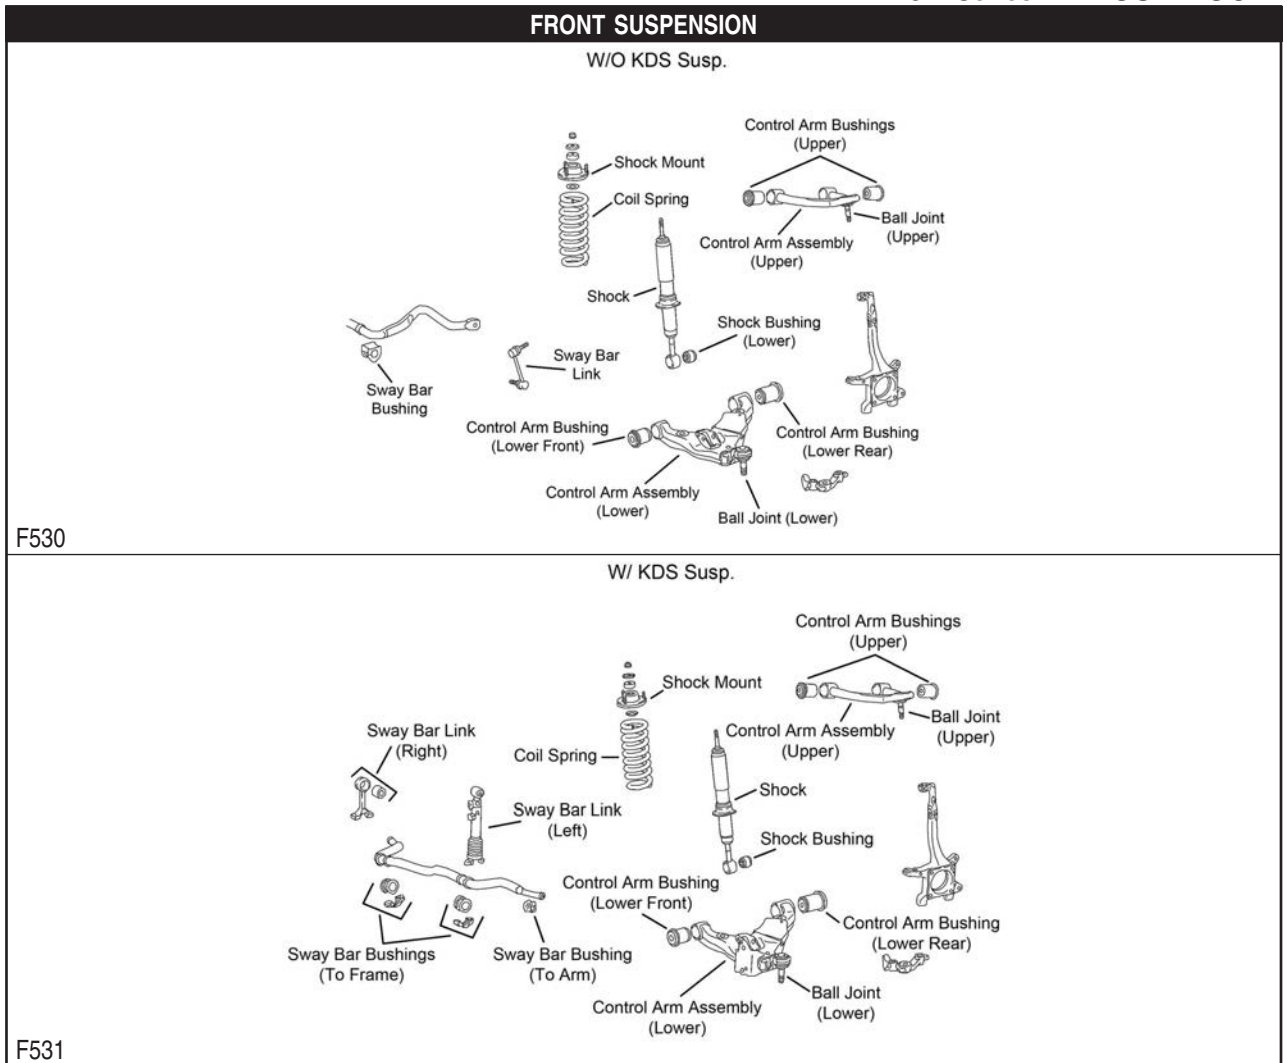 FRONT SUSPENSION
W/O KDS Susp.
Control Arm Bushings
(Upper)
Shock Mount
Coil Spring
Ball Joint
(Upper)
Control Arm Assembly
(Upper)
Shock
Shock Bushing
(Lower)
Sway Bar
Link
Sway Bar
Bushing
Control Arm Bushing
(Lower Front)
Control Arm Bushing
(Lower Rear)
Control Arm Assembly
(Lower)
Ball Joint (Lower)
F530
W/ KDS Susp.
Control Arm Bushings
(Upper)
Shock Mount
Ball Joint
(Upper)
Sway Bar Link
(Right)
Control Arm Assembly
(Upper)
Coil Spring
Shock
Sway Bar Link
(Left)
Shock Bushing
Control Arm Bushing
(Lower Front)
Control Arm Bushing
(Lower Rear)
Sway Bar Bushings
(To Frame)
Sway Bar Bushing
(To Arm)
Ball Joint
(Lower)
Control Arm Assembly
(Lower)
F531